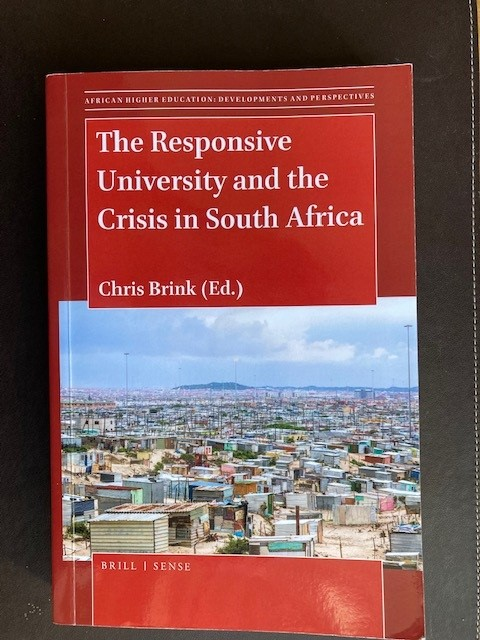 AFRICAN HIGHER EDUCATION: DEVELOPMENTS AND PERSPECTIVES
The Responsive
University and the
Crisis in South Africa
Chris Brink (Ed.)
BRILL | SENSE